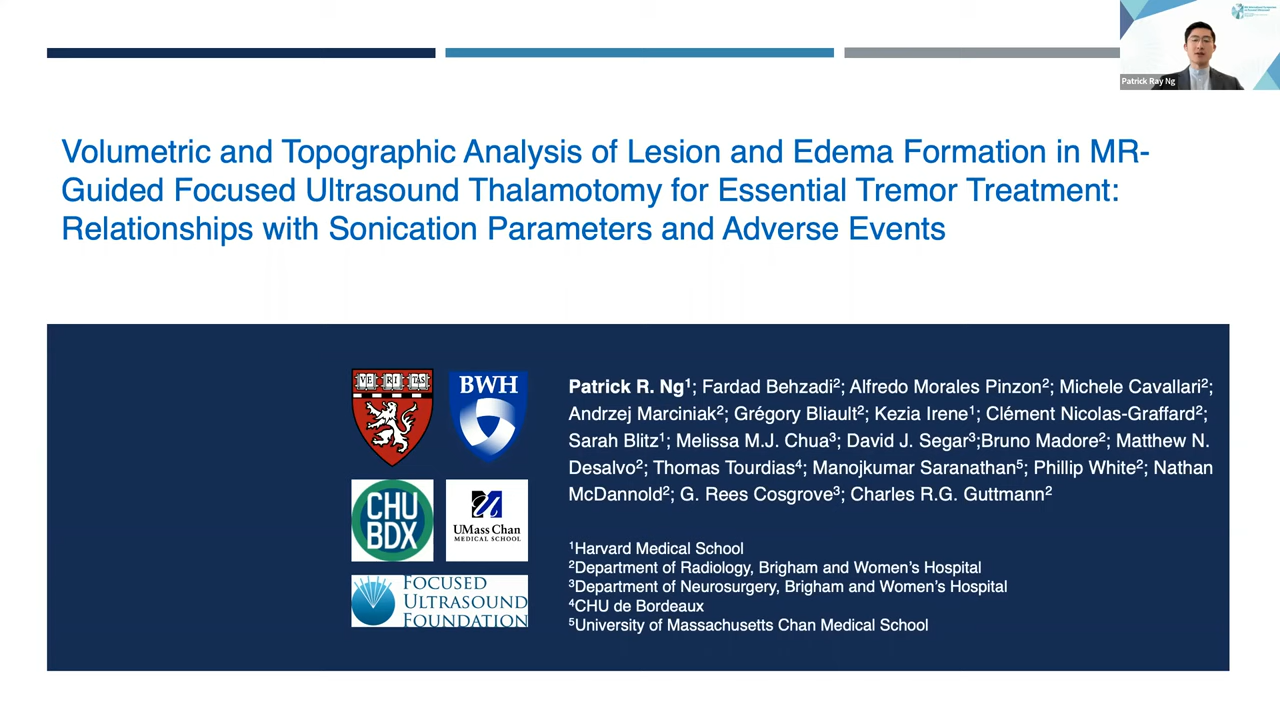 Patrick Ray Ng
Volumetric and Topographic Analysis of Lesion and Edema Formation in MR-
Guided Focused Ultrasound Thalamotomy for Essential Tremor Treatment:
Relationships with Sonication Parameters and Adverse Events
VE RI TAS
BWH
CHU
BDX
UMass Chan
MEDICAL SCHOOL
FOCUSED
ULTRASOUND
FOUNDATION
Patrick R. Ng¹; Fardad Behzadi²; Alfredo Morales Pinzon²; Michele Cavallari²;
Andrzej Marciniak²; Grégory Bliault²; Kezia Irene¹; Clément Nicolas-Graffard²;
Sarah Blitz¹; Melissa M.J. Chua³; David J. Segar³;Bruno Madore²; Matthew N.
Desalvo²; Thomas Tourdias⁴; Manojkumar Saranathan⁵; Phillip White²; Nathan
McDannold²; G. Rees Cosgrove³; Charles R.G. Guttmann²
¹Harvard Medical School
²Department of Radiology, Brigham and Women’s Hospital
³Department of Neurosurgery, Brigham and Women’s Hospital
⁴CHU de Bordeaux
⁵University of Massachusetts Chan Medical School